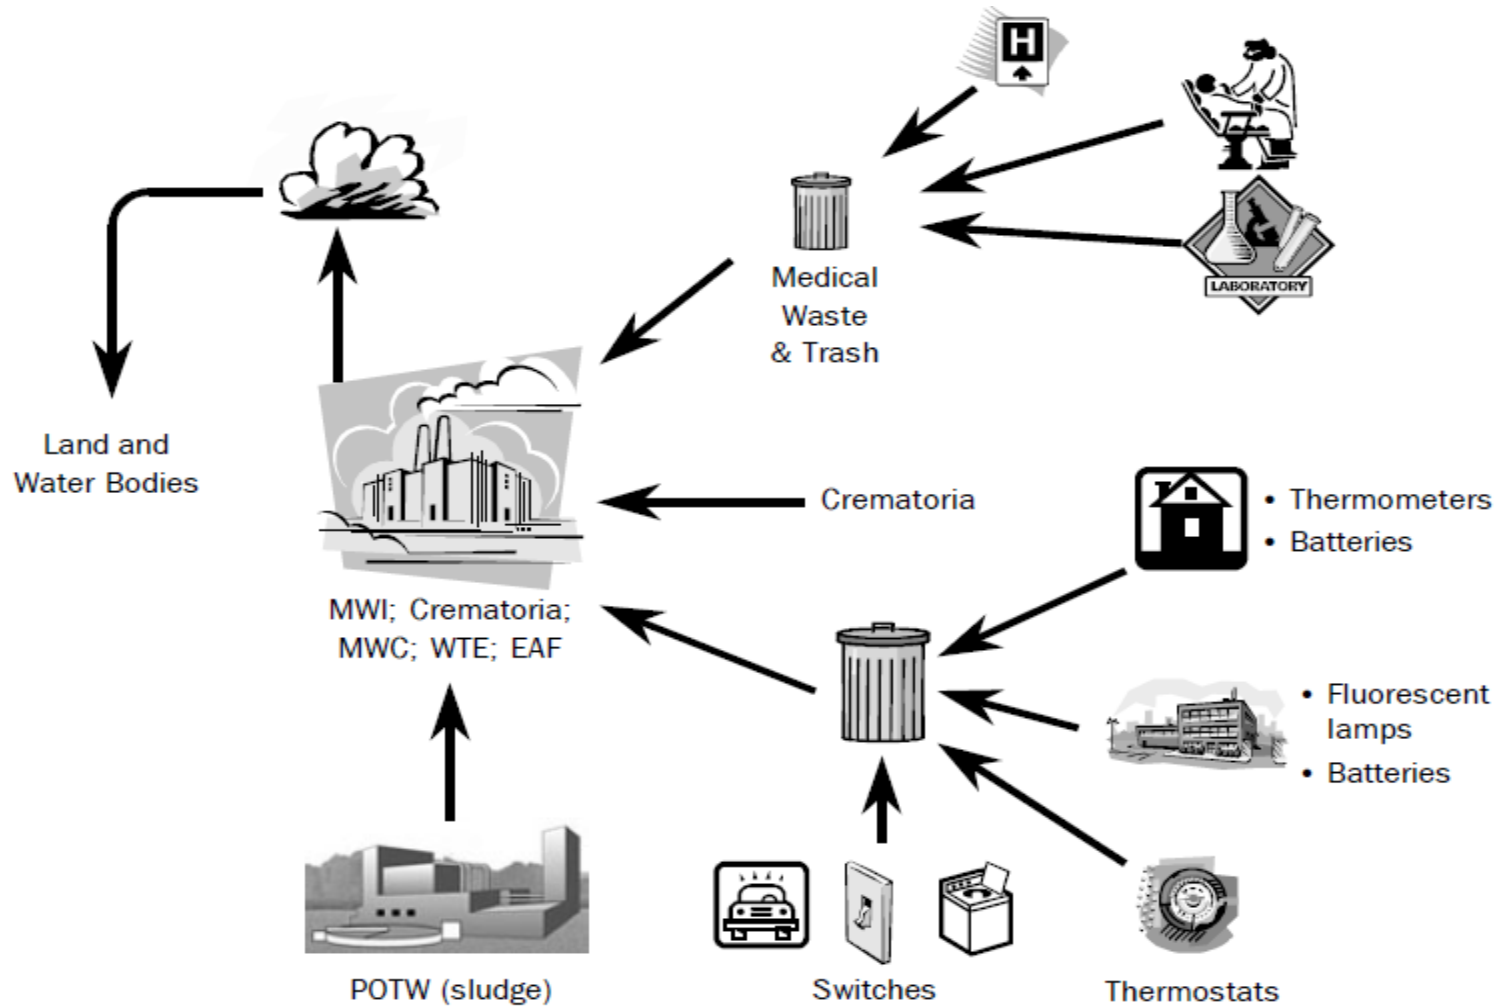 H
LABORATORY
Medical
Waste
& Trash
Land and
Water Bodies
Crematoria
• Thermometers
• Batteries
MWI; Crematoria;
MWC; WTE; EAF
• Fluorescent
lamps
• Batteries
POTW (sludge)
Switches
Thermostats